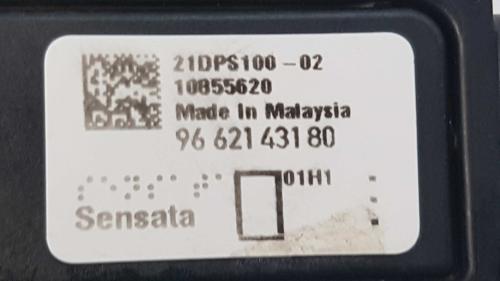 21DPS100-02
10855620
Made In Malaysia
96 621 431 80
01H1
Sensata